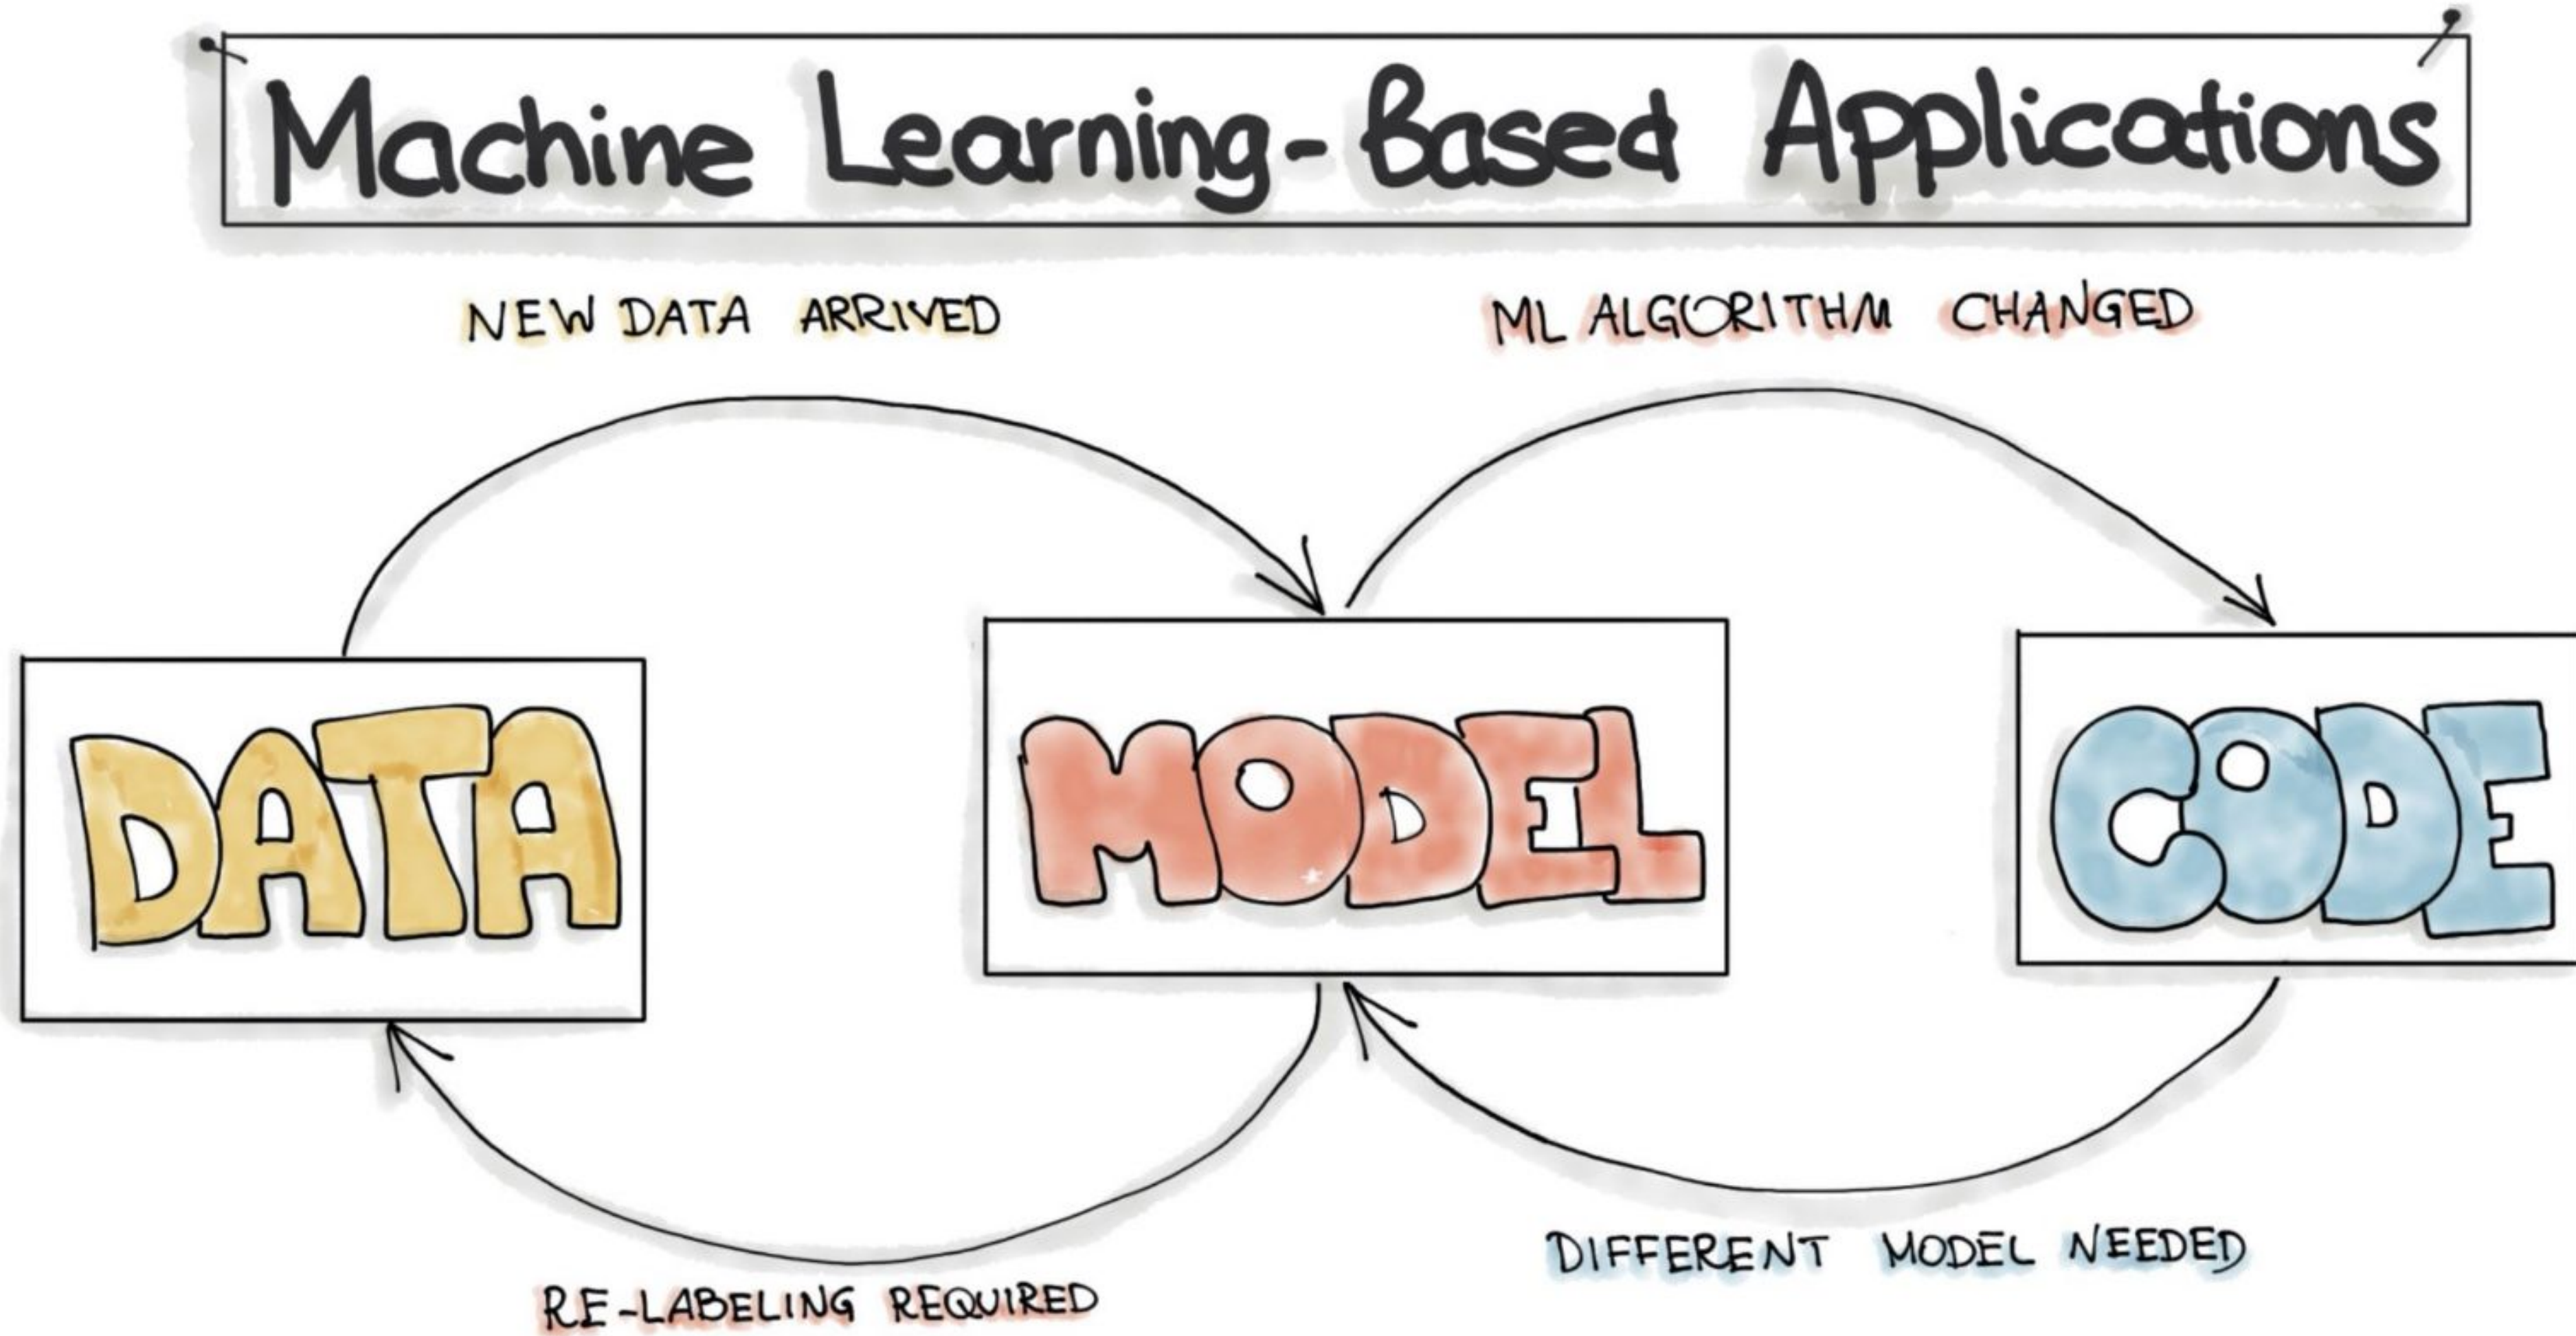 Machine Learning-Based Applications
NEW DATA ARRIVED
ML ALGORITHM CHANGED
DATA
MODEL
CODE
DIFFERENT MODEL NEEDED
RE-LABELING REQUIRED